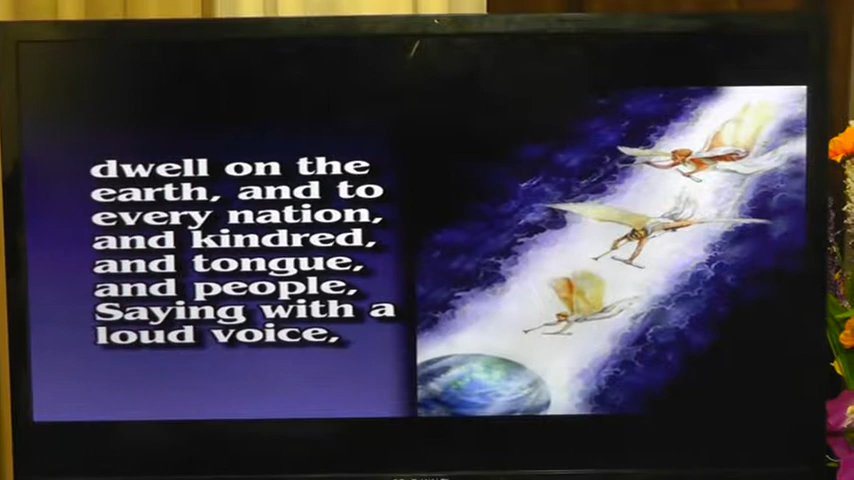 dwell on the
earth, and to
every nation,
and kindred,
and tongue,
and people,
Saying with a
loud voice,